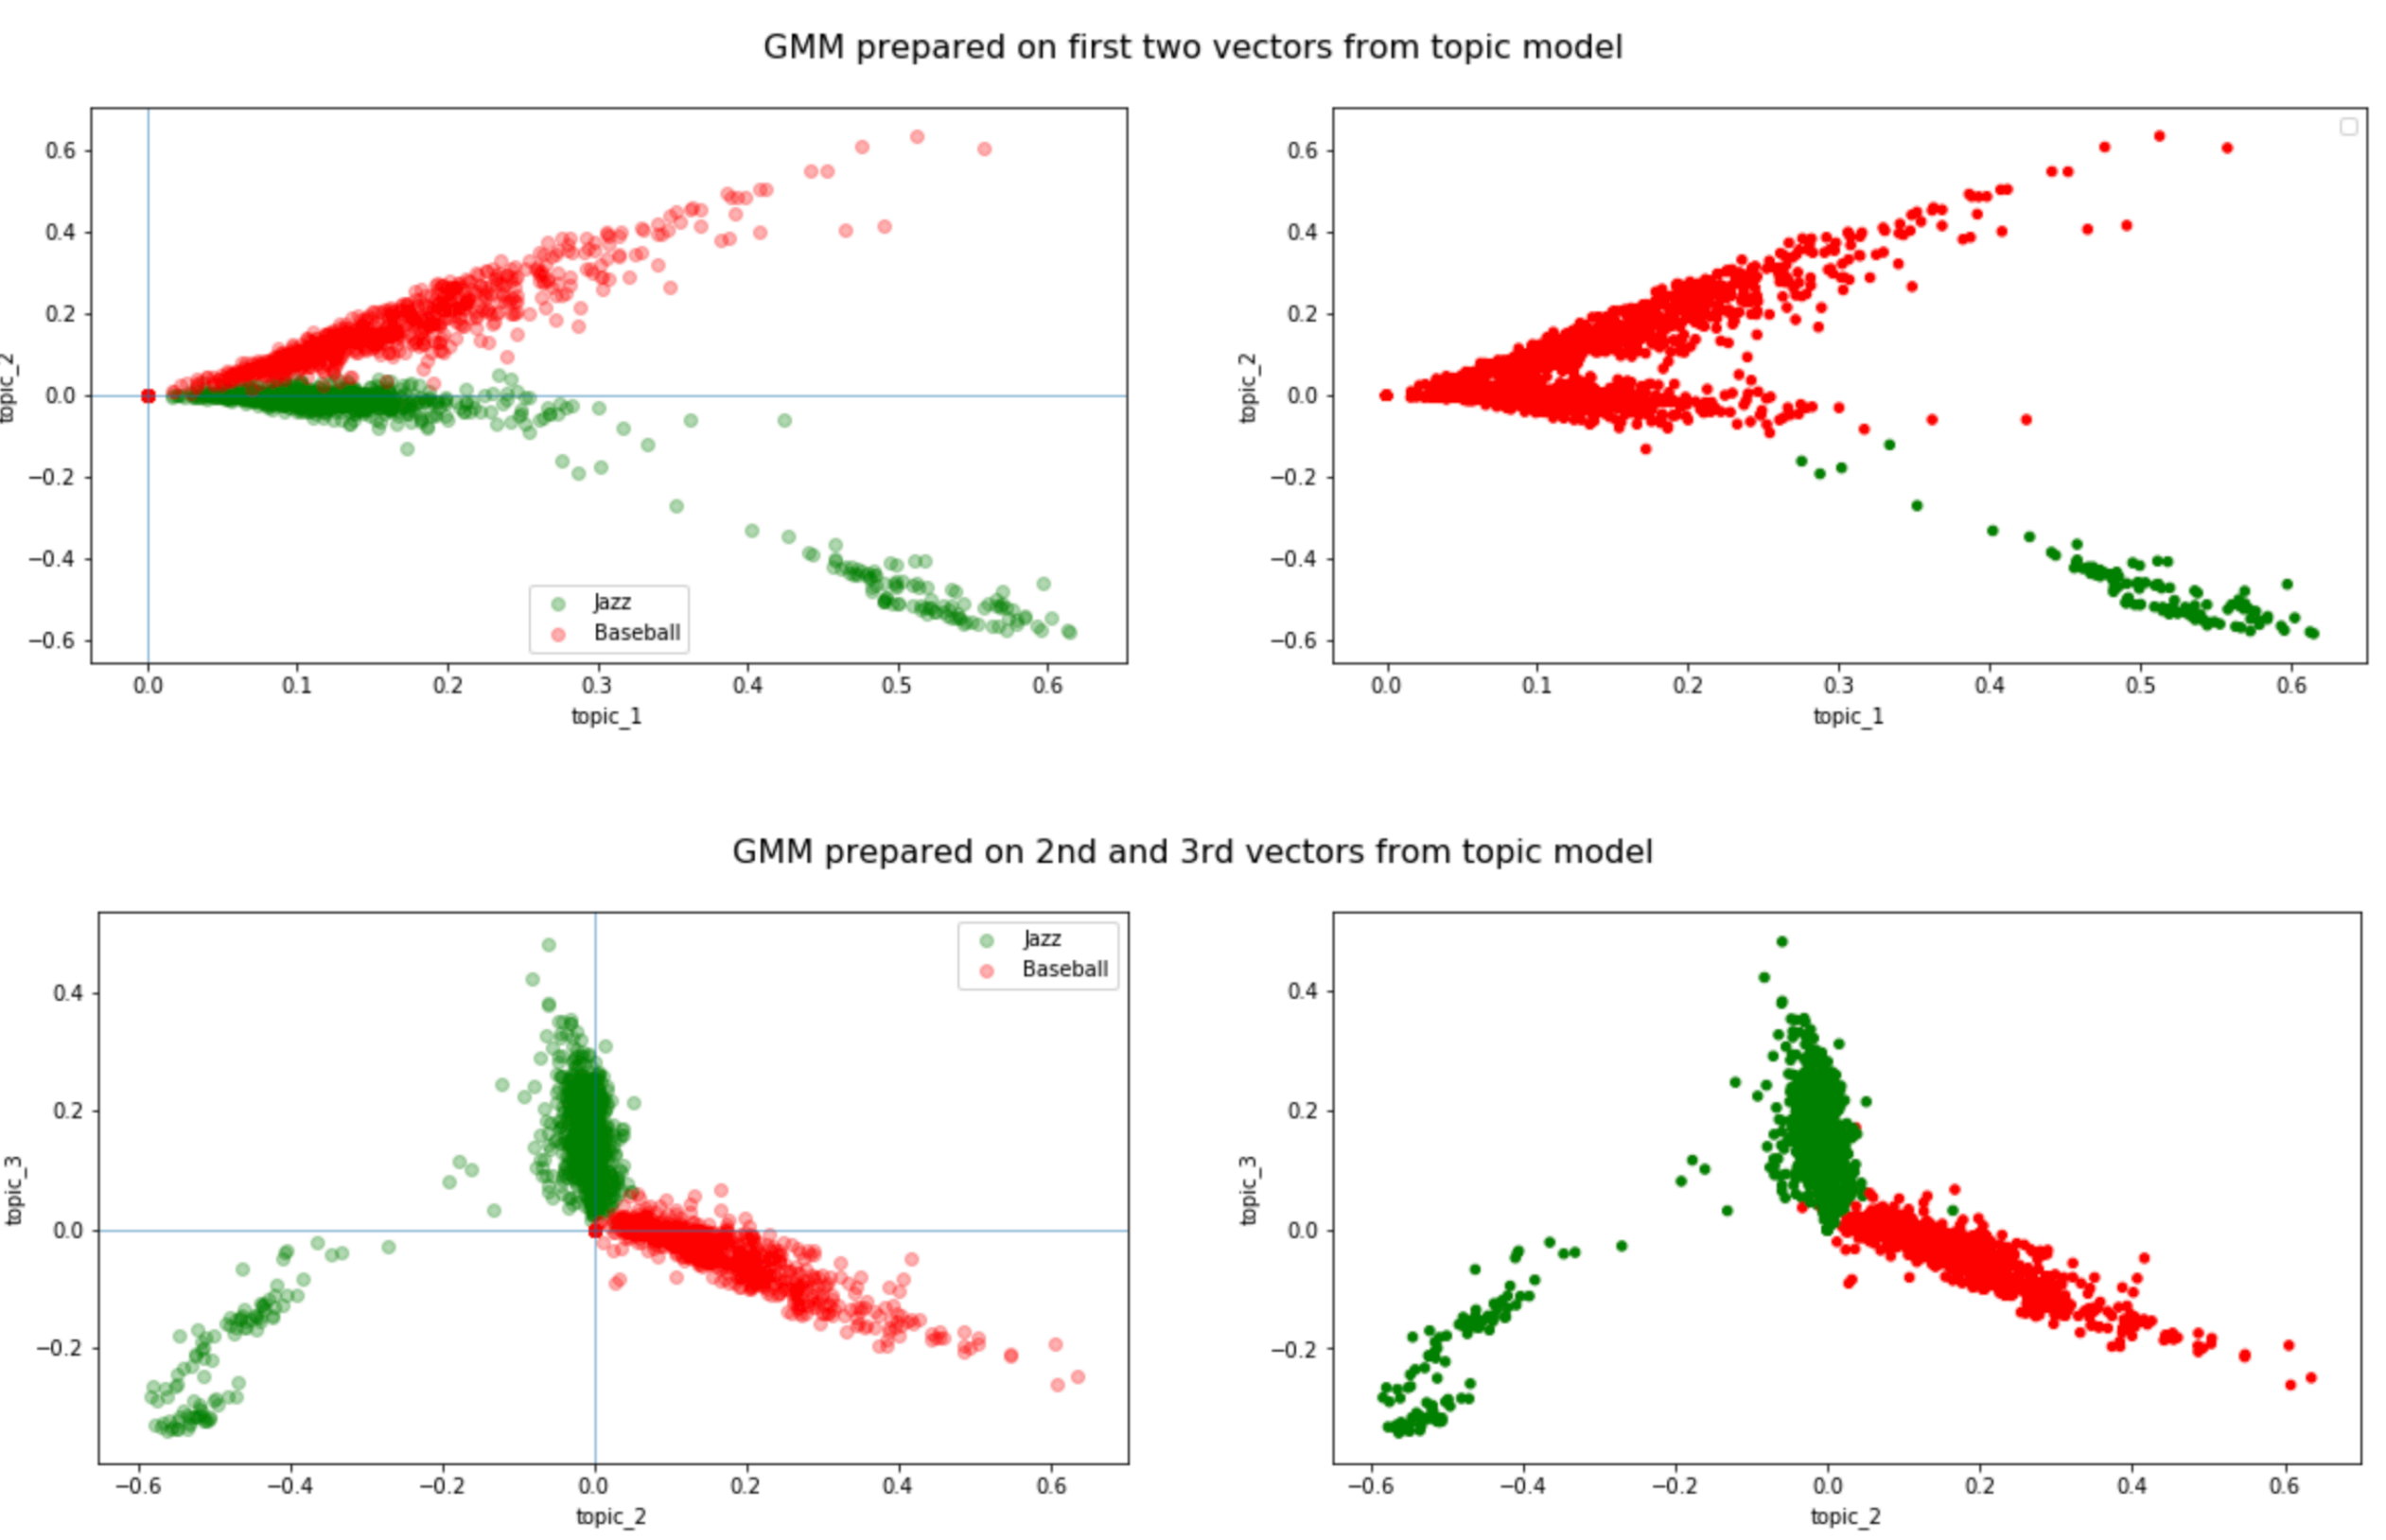 GMM prepared on first two vectors from topic model
topic_2
0.6
0.4
0.2
0.0
−0.2
−0.4
−0.6
Jazz
Baseball
0.0 0.1 0.2 0.3 0.4 0.5 0.6
topic_1
topic_2
0.6
0.4
0.2
0.0
−0.2
−0.4
−0.6
0.0 0.1 0.2 0.3 0.4 0.5 0.6
topic_1
GMM prepared on 2nd and 3rd vectors from topic model
topic_3
0.4
0.2
0.0
−0.2
Jazz
Baseball
−0.6 −0.4 −0.2 0.0 0.2 0.4 0.6
topic_2
topic_3
0.4
0.2
0.0
−0.2
−0.6 −0.4 −0.2 0.0 0.2 0.4 0.6
topic_2